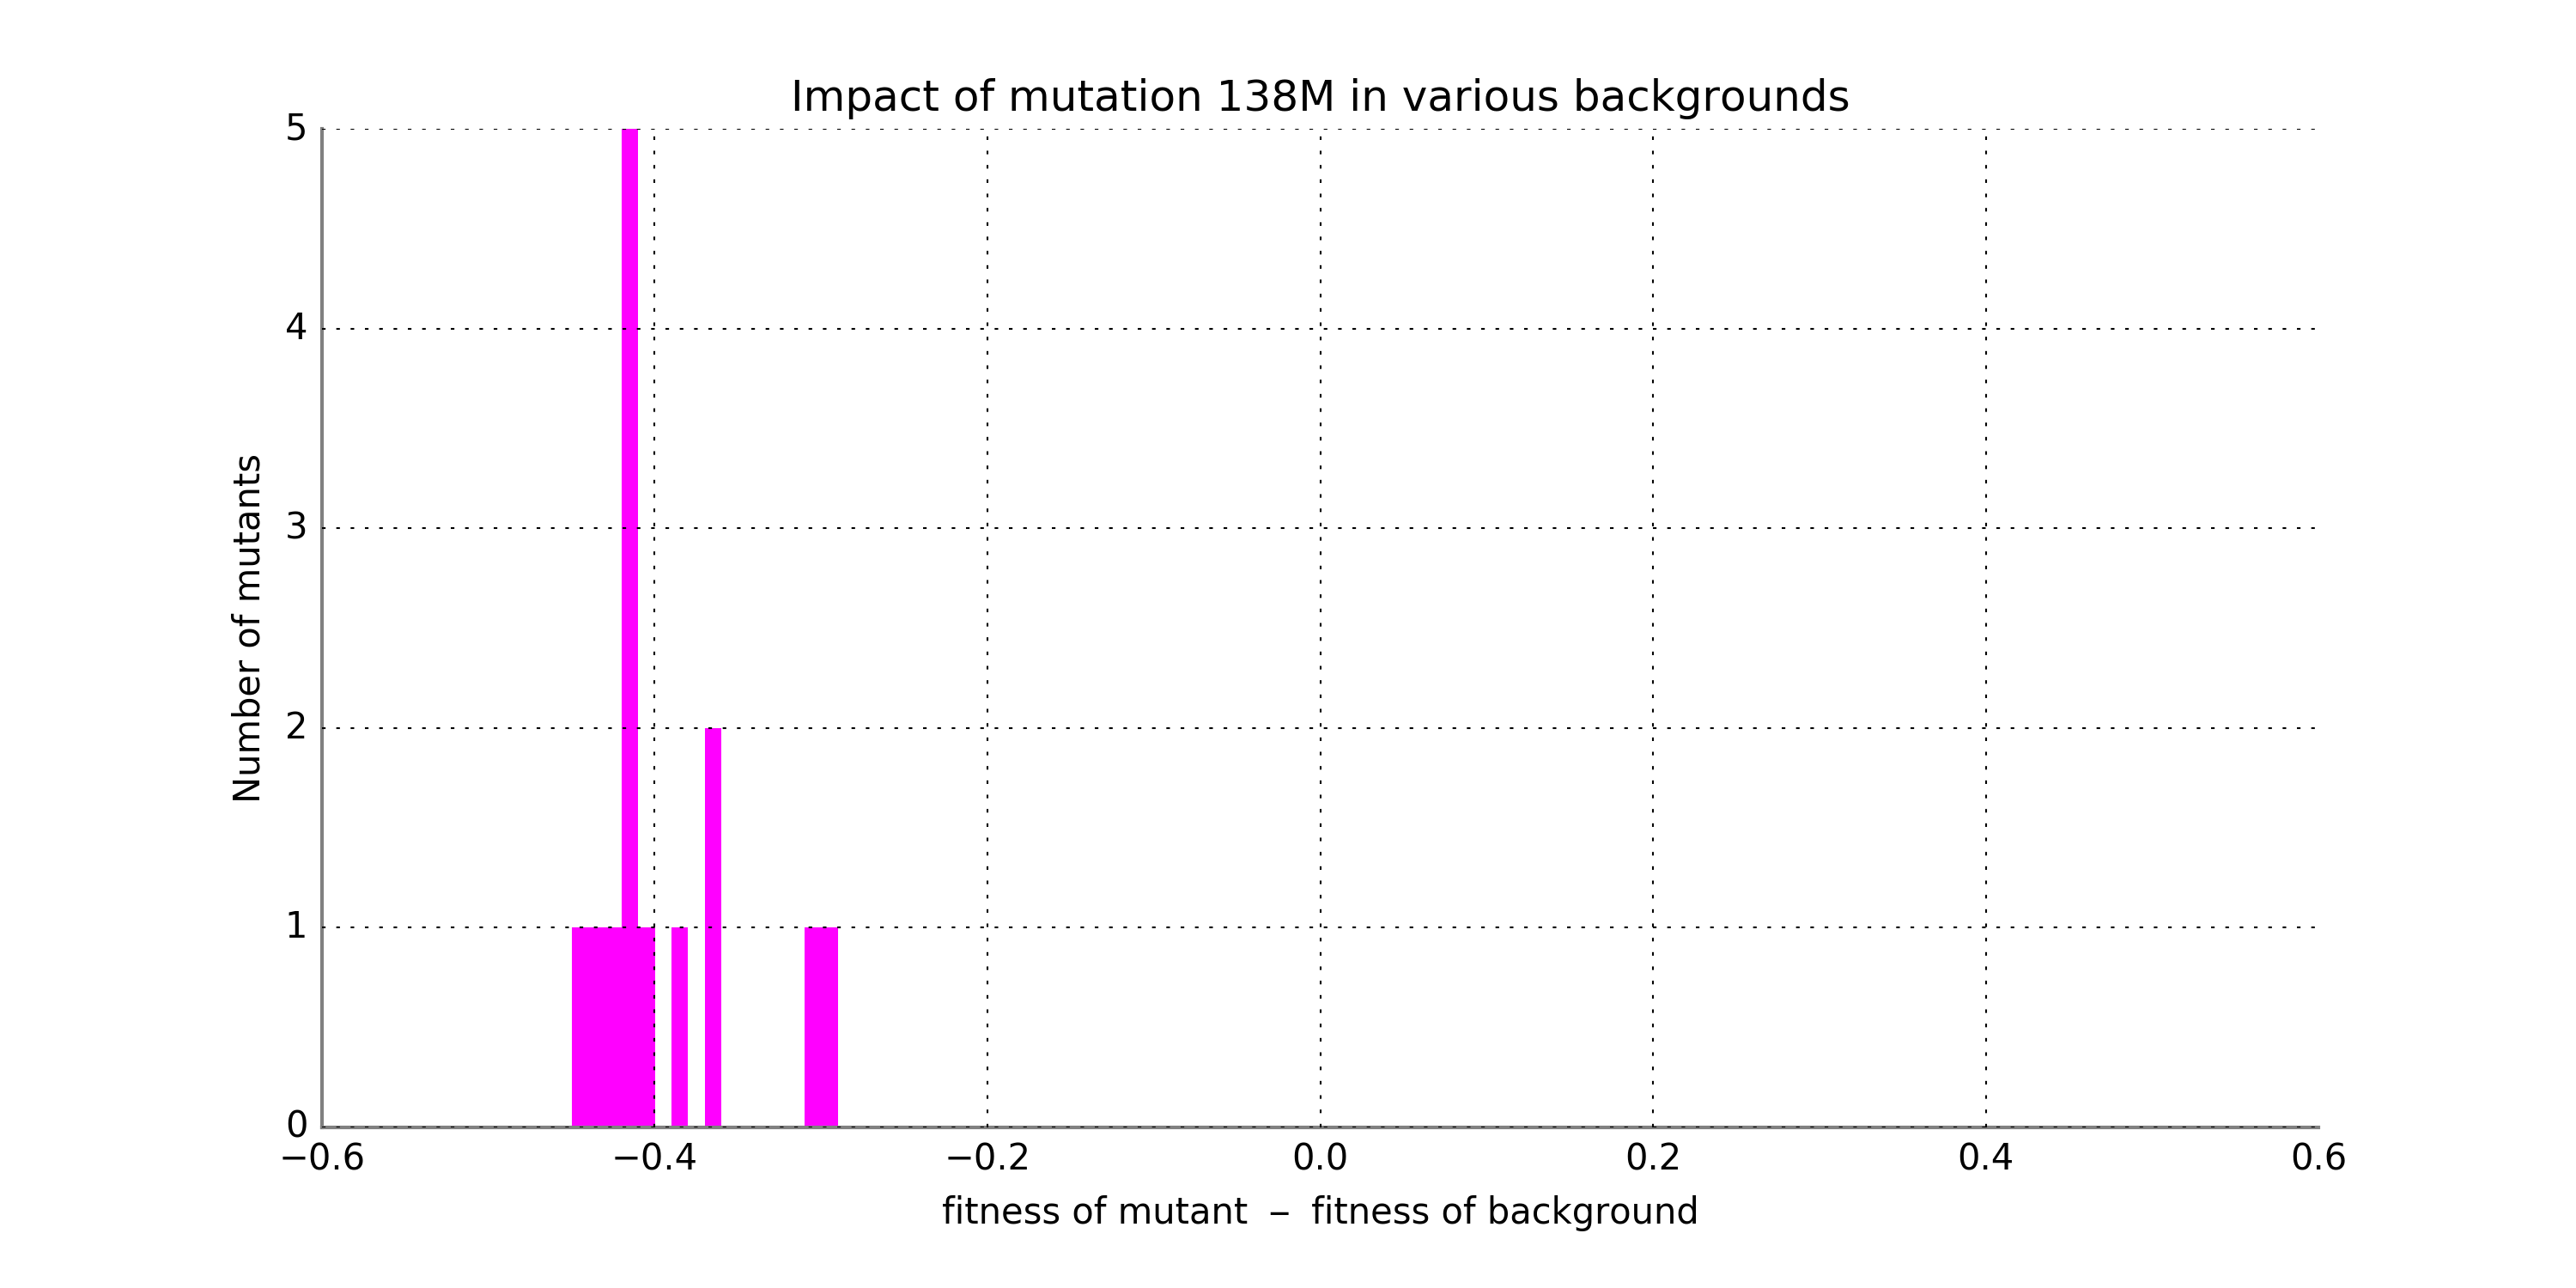 Impact of mutation 138M in various backgrounds
5
4
3
2
1
0
Number of mutants
−0.6 −0.4 −0.2 0.0 0.2 0.4 0.6
fitness of mutant − fitness of background